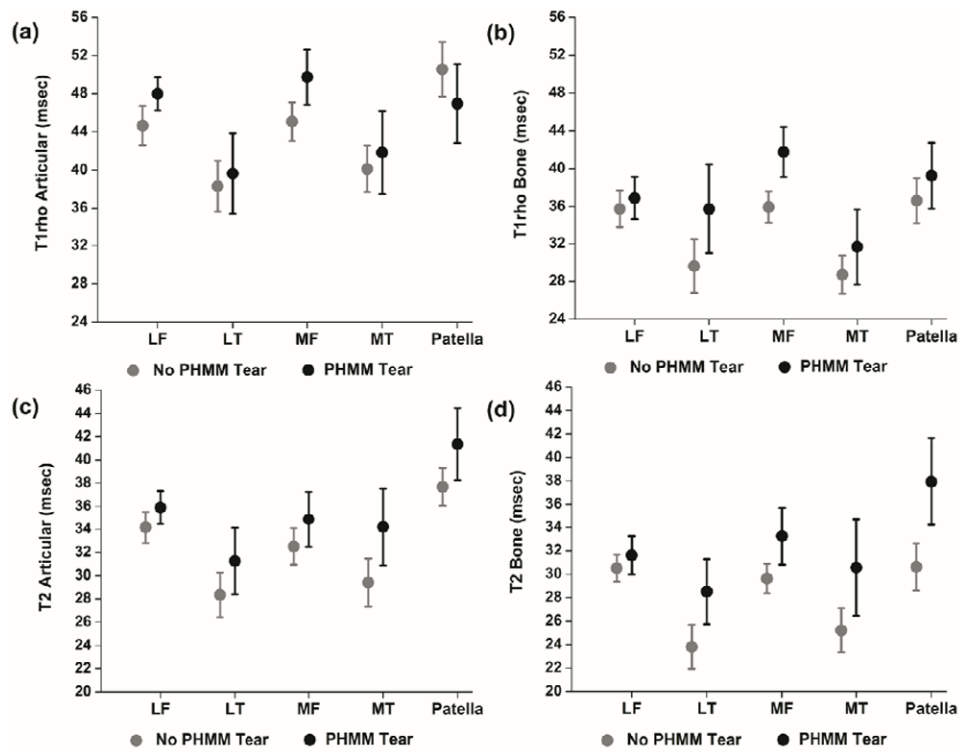 (a)
T1rho Articular (msec)
56
52
48
44
40
36
32
28
24
LF LT MF MT Patella
No PHMM Tear PHMM Tear
(b)
T1rho Bone (msec)
56
52
48
44
40
36
32
28
24
LF LT MF MT Patella
No PHMM Tear PHMM Tear
(c)
T2 Articular (msec)
46
44
42
40
38
36
34
32
30
28
26
24
22
20
LF LT MF MT Patella
No PHMM Tear PHMM Tear
(d)
T2 Bone (msec)
46
44
42
40
38
36
34
32
30
28
26
24
22
20
LF LT MF MT Patella
No PHMM Tear PHMM Tear